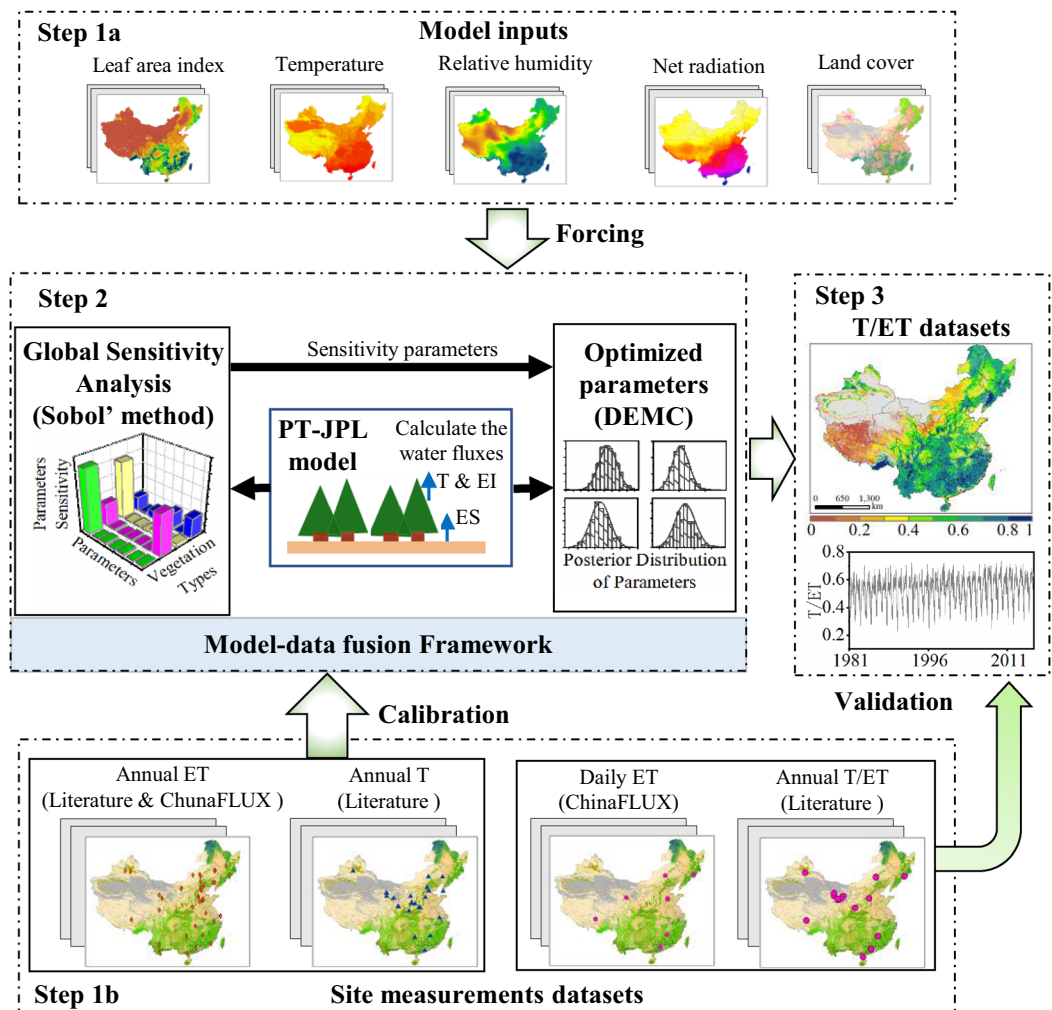 Step 1a
Model inputs
Leaf area index
Temperature
Relative humidity
Net radiation
Land cover
Forcing
Step 2
Global Sensitivity
Analysis
(Sobol' method)
Parameters
Sensitivity
Parameters
Vegetation
Types
Sensitivity parameters
PT-JPL
model
Calculate the
water fluxes
T & EI
ES
Optimized
parameters
(DEMC)
Posterior Distribution
of Parameters
Model-data fusion Framework
Step 3
T/ET datasets
0 650 1,300
km
0 0.2 0.4 0.6 0.8 1
T/ET
0.8
0.6
0.4
0.2
1981 1996 2011
Calibration
Validation
Annual ET
(Literature & ChunaFLUX )
Annual T
(Literature )
Daily ET
(ChinaFLUX)
Annual T/ET
(Literature )
Step 1b
Site measurements datasets